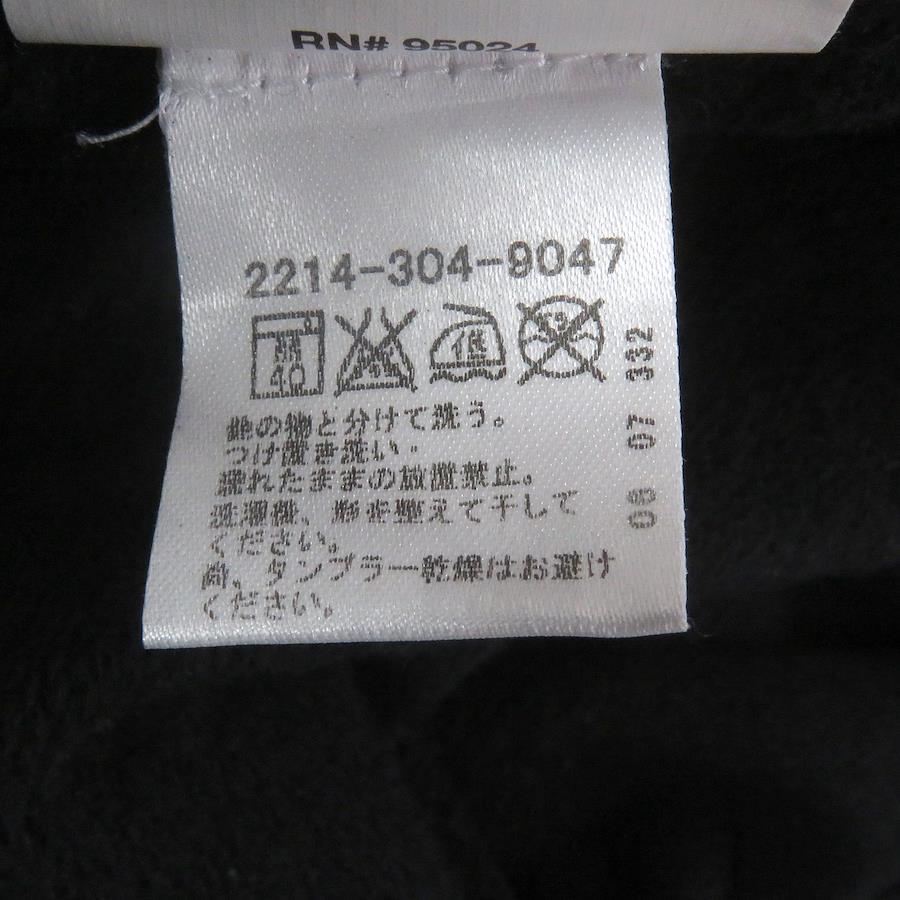 RN# 95024
2214-304-9047
40
他の物と分けて洗う。
つけ置き洗い・
濡れたままの放置禁止。
洗濯機、形を整えて干して
ください。
尚、タンブラー乾燥はお避け
ください。
08 07 332